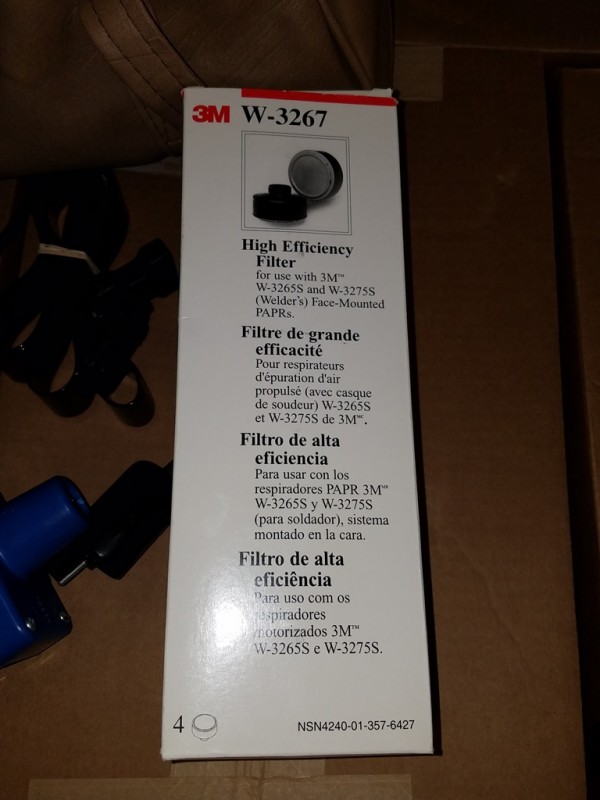 3M W-3267
High Efficiency
Filter
for use with 3M™
W-3265S and W-3275S
(Welder's) Face-Mounted
PAPRs.
Filtre de grande
efficacité
Pour respirateurs
d'épuration d'air
propulsé (avec casque
de soudeur) W-3265S
et W-3275S de 3M℠.
Filtro de alta
eficiencia
Para usar con los
respiradores PAPR 3M℠
W-3265S y W-3275S
(para soldador), sistema
montado en la cara.
Filtro de alta
eficiência
Para uso com os
respiradores
motorizados 3M™
W-3265S e W-3275S.
4
NSN4240-01-357-6427